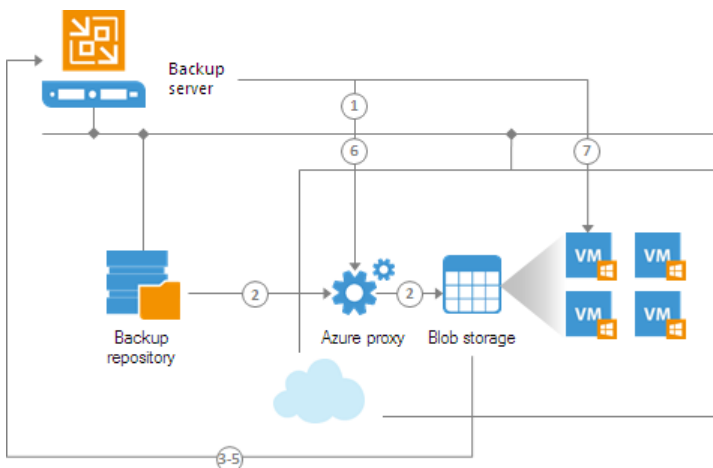 Backup
server
1
6
7
VM
VM
2
2
VM
VM
Backup
repository
Azure proxy
Blob storage
3-5